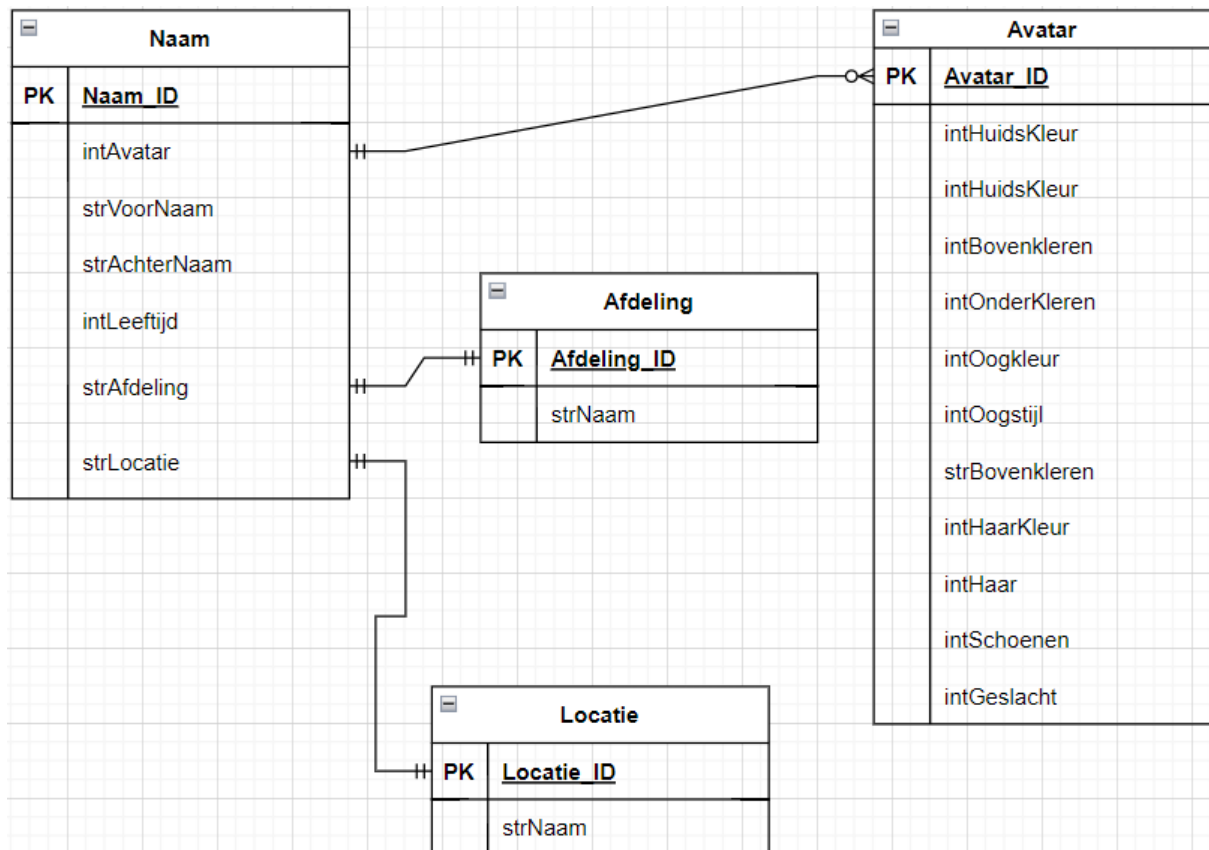 Naam
PK Naam_ID
intAvatar
strVoorNaam
strAchterNaam
intLeeftijd
strAfdeling
strLocatie
Afdeling
PK Afdeling_ID
strNaam
Locatie
PK Locatie_ID
strNaam
Avatar
PK Avatar_ID
intHuidsKleur
intHuidsKleur
intBovenkleren
intOnderKleren
intOogkleur
intOogstijl
strBovenkleren
intHaarKleur
intHaar
intSchoenen
intGeslacht